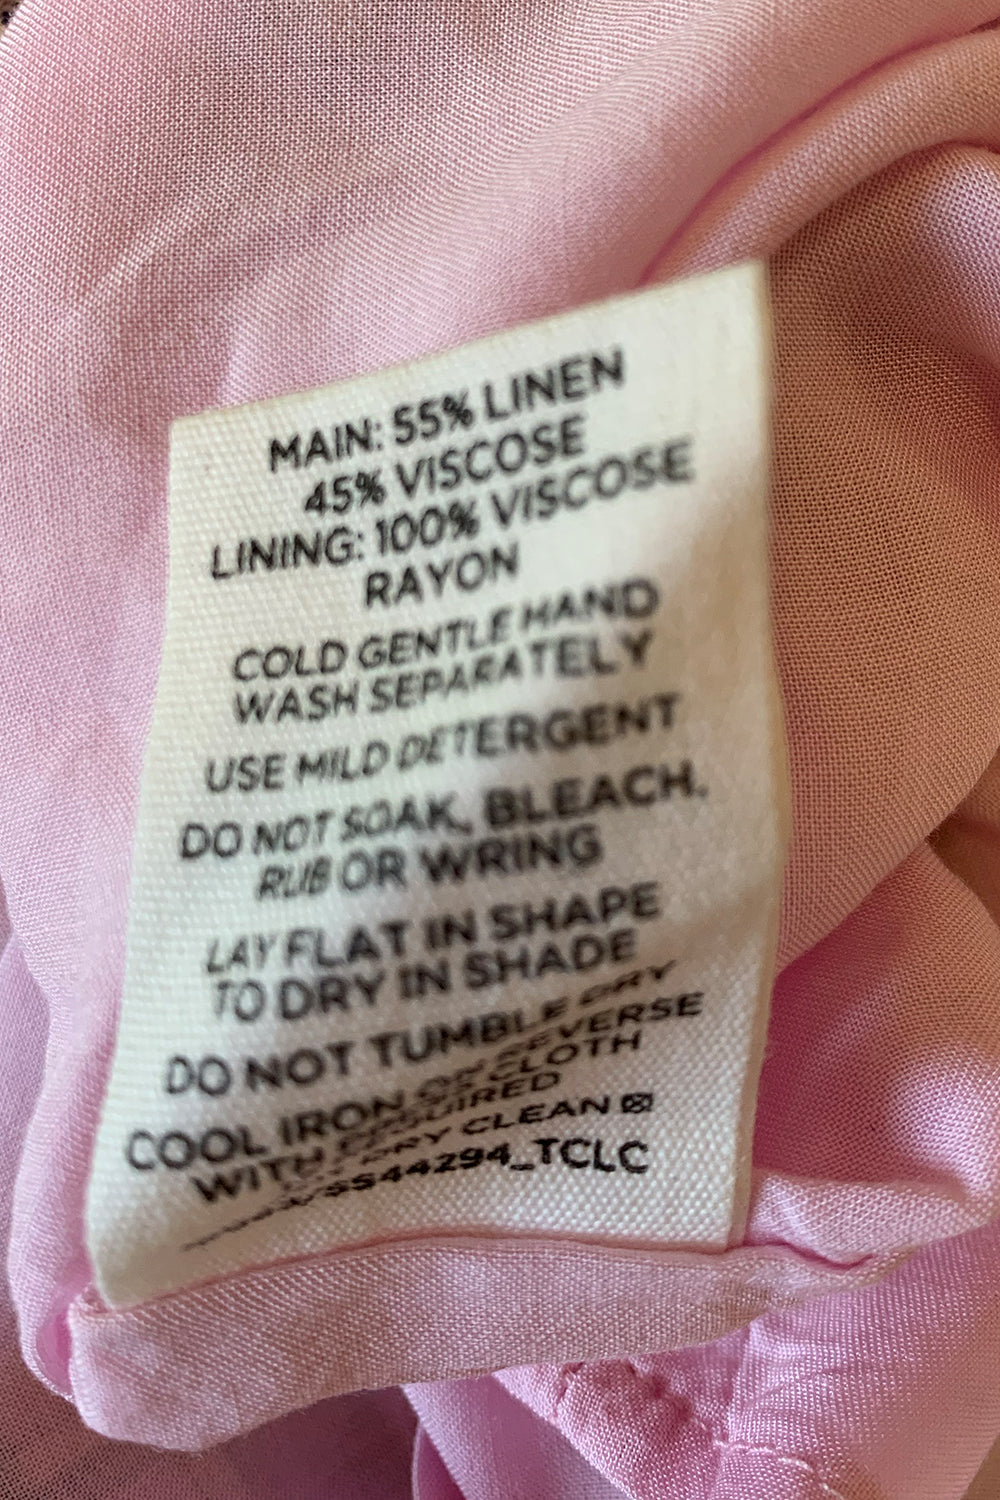 MAIN: 55% LINEN
45% VISCOSE
LINING: 100% VISCOSE
RAYON
COLD GENTLE HAND
WASH SEPARATELY
USE MILD DETERGENT
DO NOT SOAK, BLEACH,
RUB OR WRING
LAY FLAT IN SHAPE
TO DRY IN SHADE
DO NOT TUMBLE DRY
COOL IRON ON REVERSE
WITH CLOTH
DRY CLEAN
SS44294_TCLC